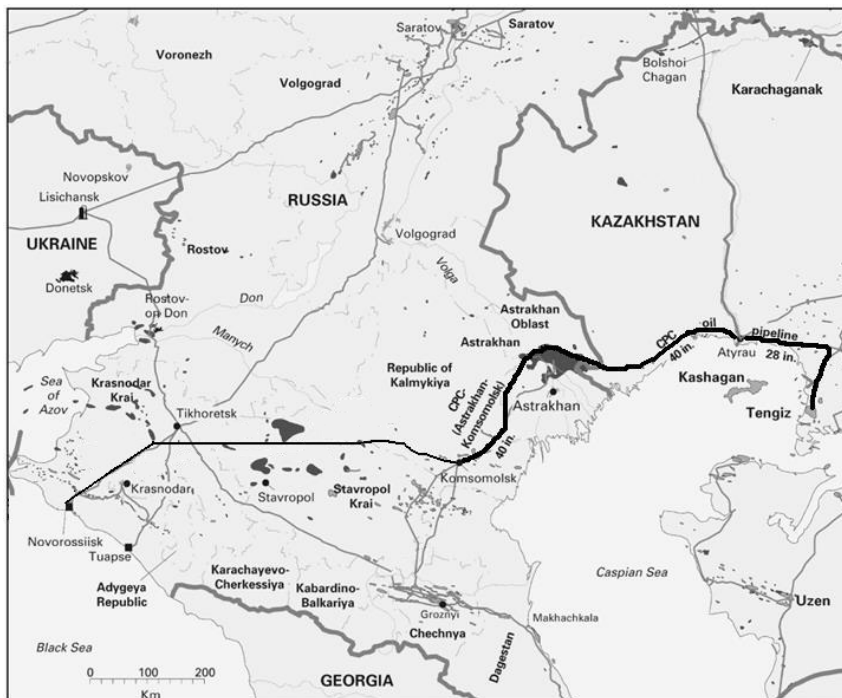 Saratov
Saratov
Voronezh
Bolshoi
Chagan
Volgograd
Karachaganak
Novopskov
Lisichansk
RUSSIA
KAZAKHSTAN
UKRAINE
Volgograd
Rostov
Volga
Donetsk
Rostov-
on Don
Don
Astrakhan
Oblast
Manych
Astrakhan
CPC
40 in.
oil
pipeline
28 in.
Atyrau
Republic of
Kalmykiya
Sea
of
Azov
Krasnodar
Krai
Kashagan
CPC-
(Astrakhan-
Komsomolsk)
40 in.
Astrakhan
Tengiz
Tikhoretsk
Komsomolsk
Krasnodar
Stavropol
Stavropol
Krai
Novorossiisk
Tuapse
Karachayevo-
Cherkessiya
Caspian Sea
Adygeya
Republic
Kabardino-
Balkariya
Uzen
Groznyi
Makhachkala
Chechnya
Black Sea
Dagestan
0 100 200
Km
GEORGIA